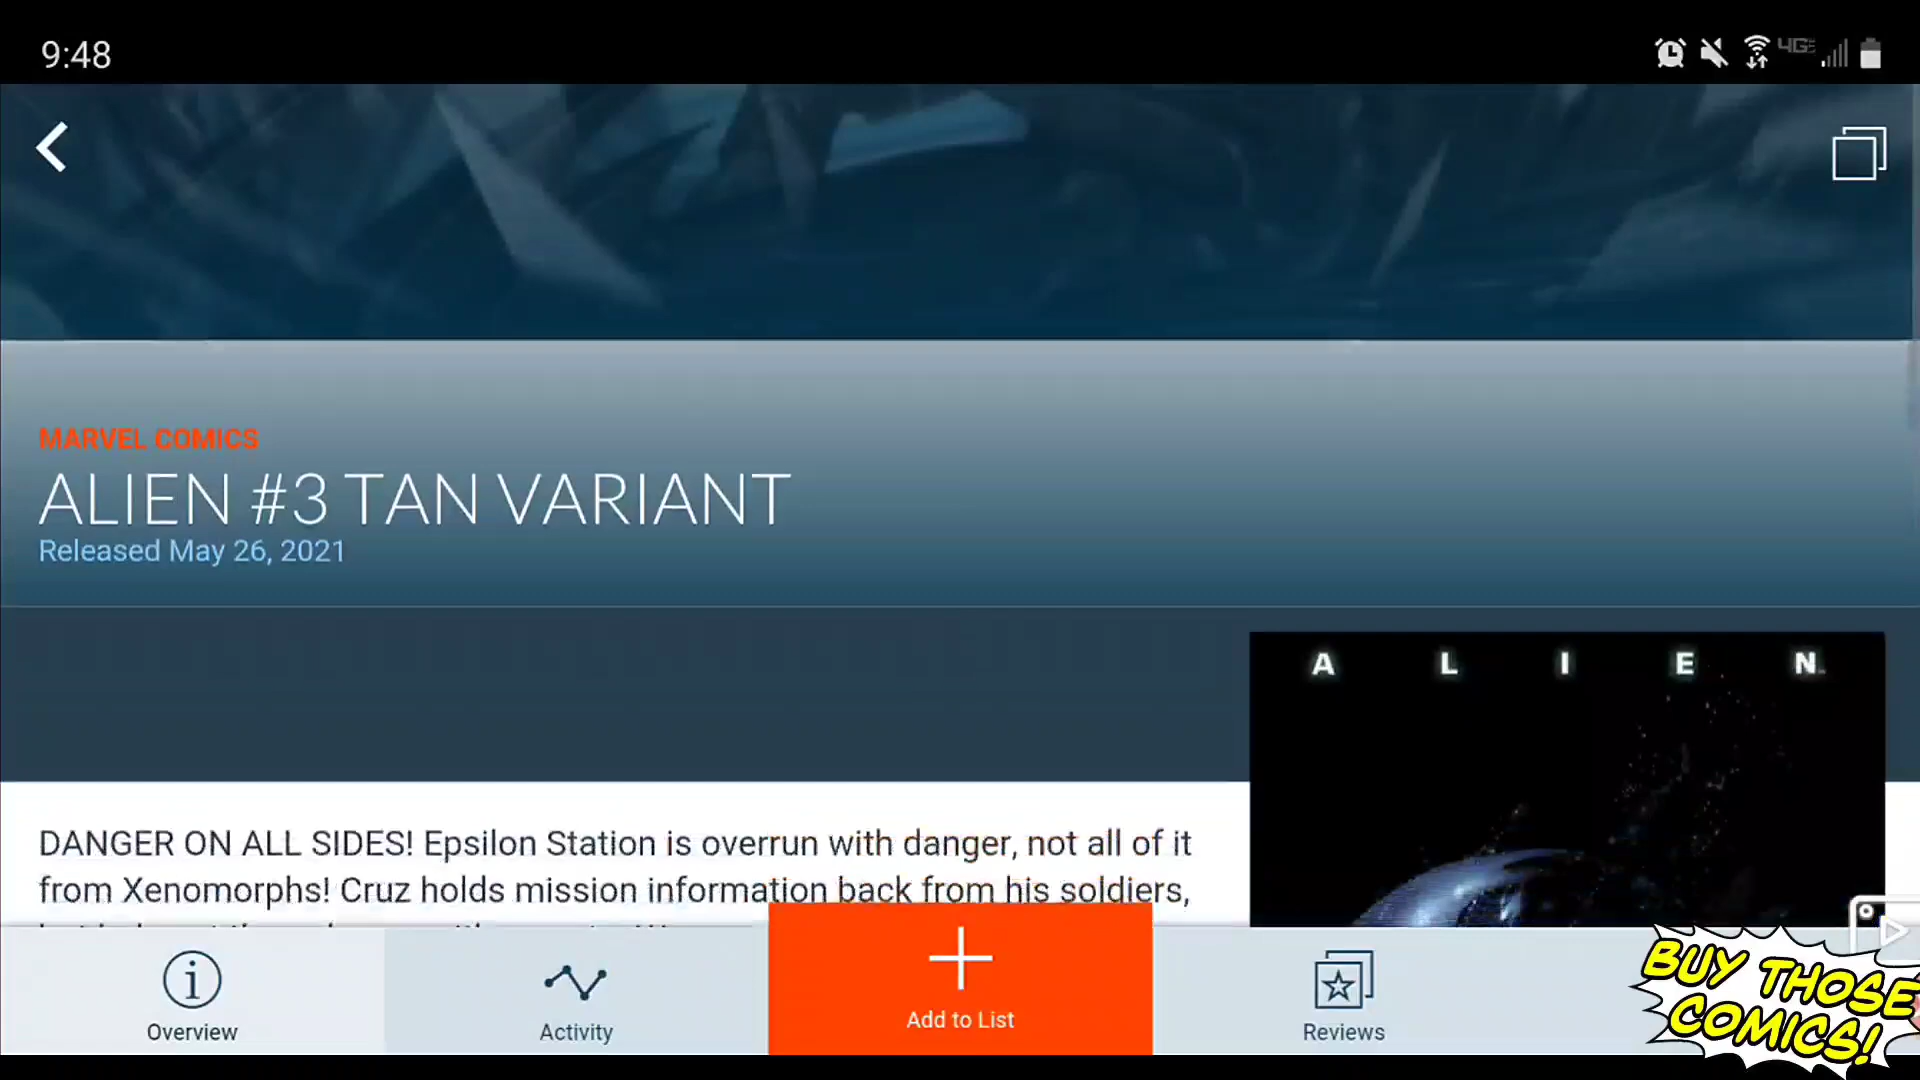 9:48
4G
MARVEL COMICS
ALIEN #3 TAN VARIANT
Released May 26, 2021
A L I E N
DANGER ON ALL SIDES! Epsilon Station is overrun with danger, not all of it
from Xenomorphs! Cruz holds mission information back from his soldiers,
Overview
Activity
Add to List
Reviews
BUY THOSE
COMICS!